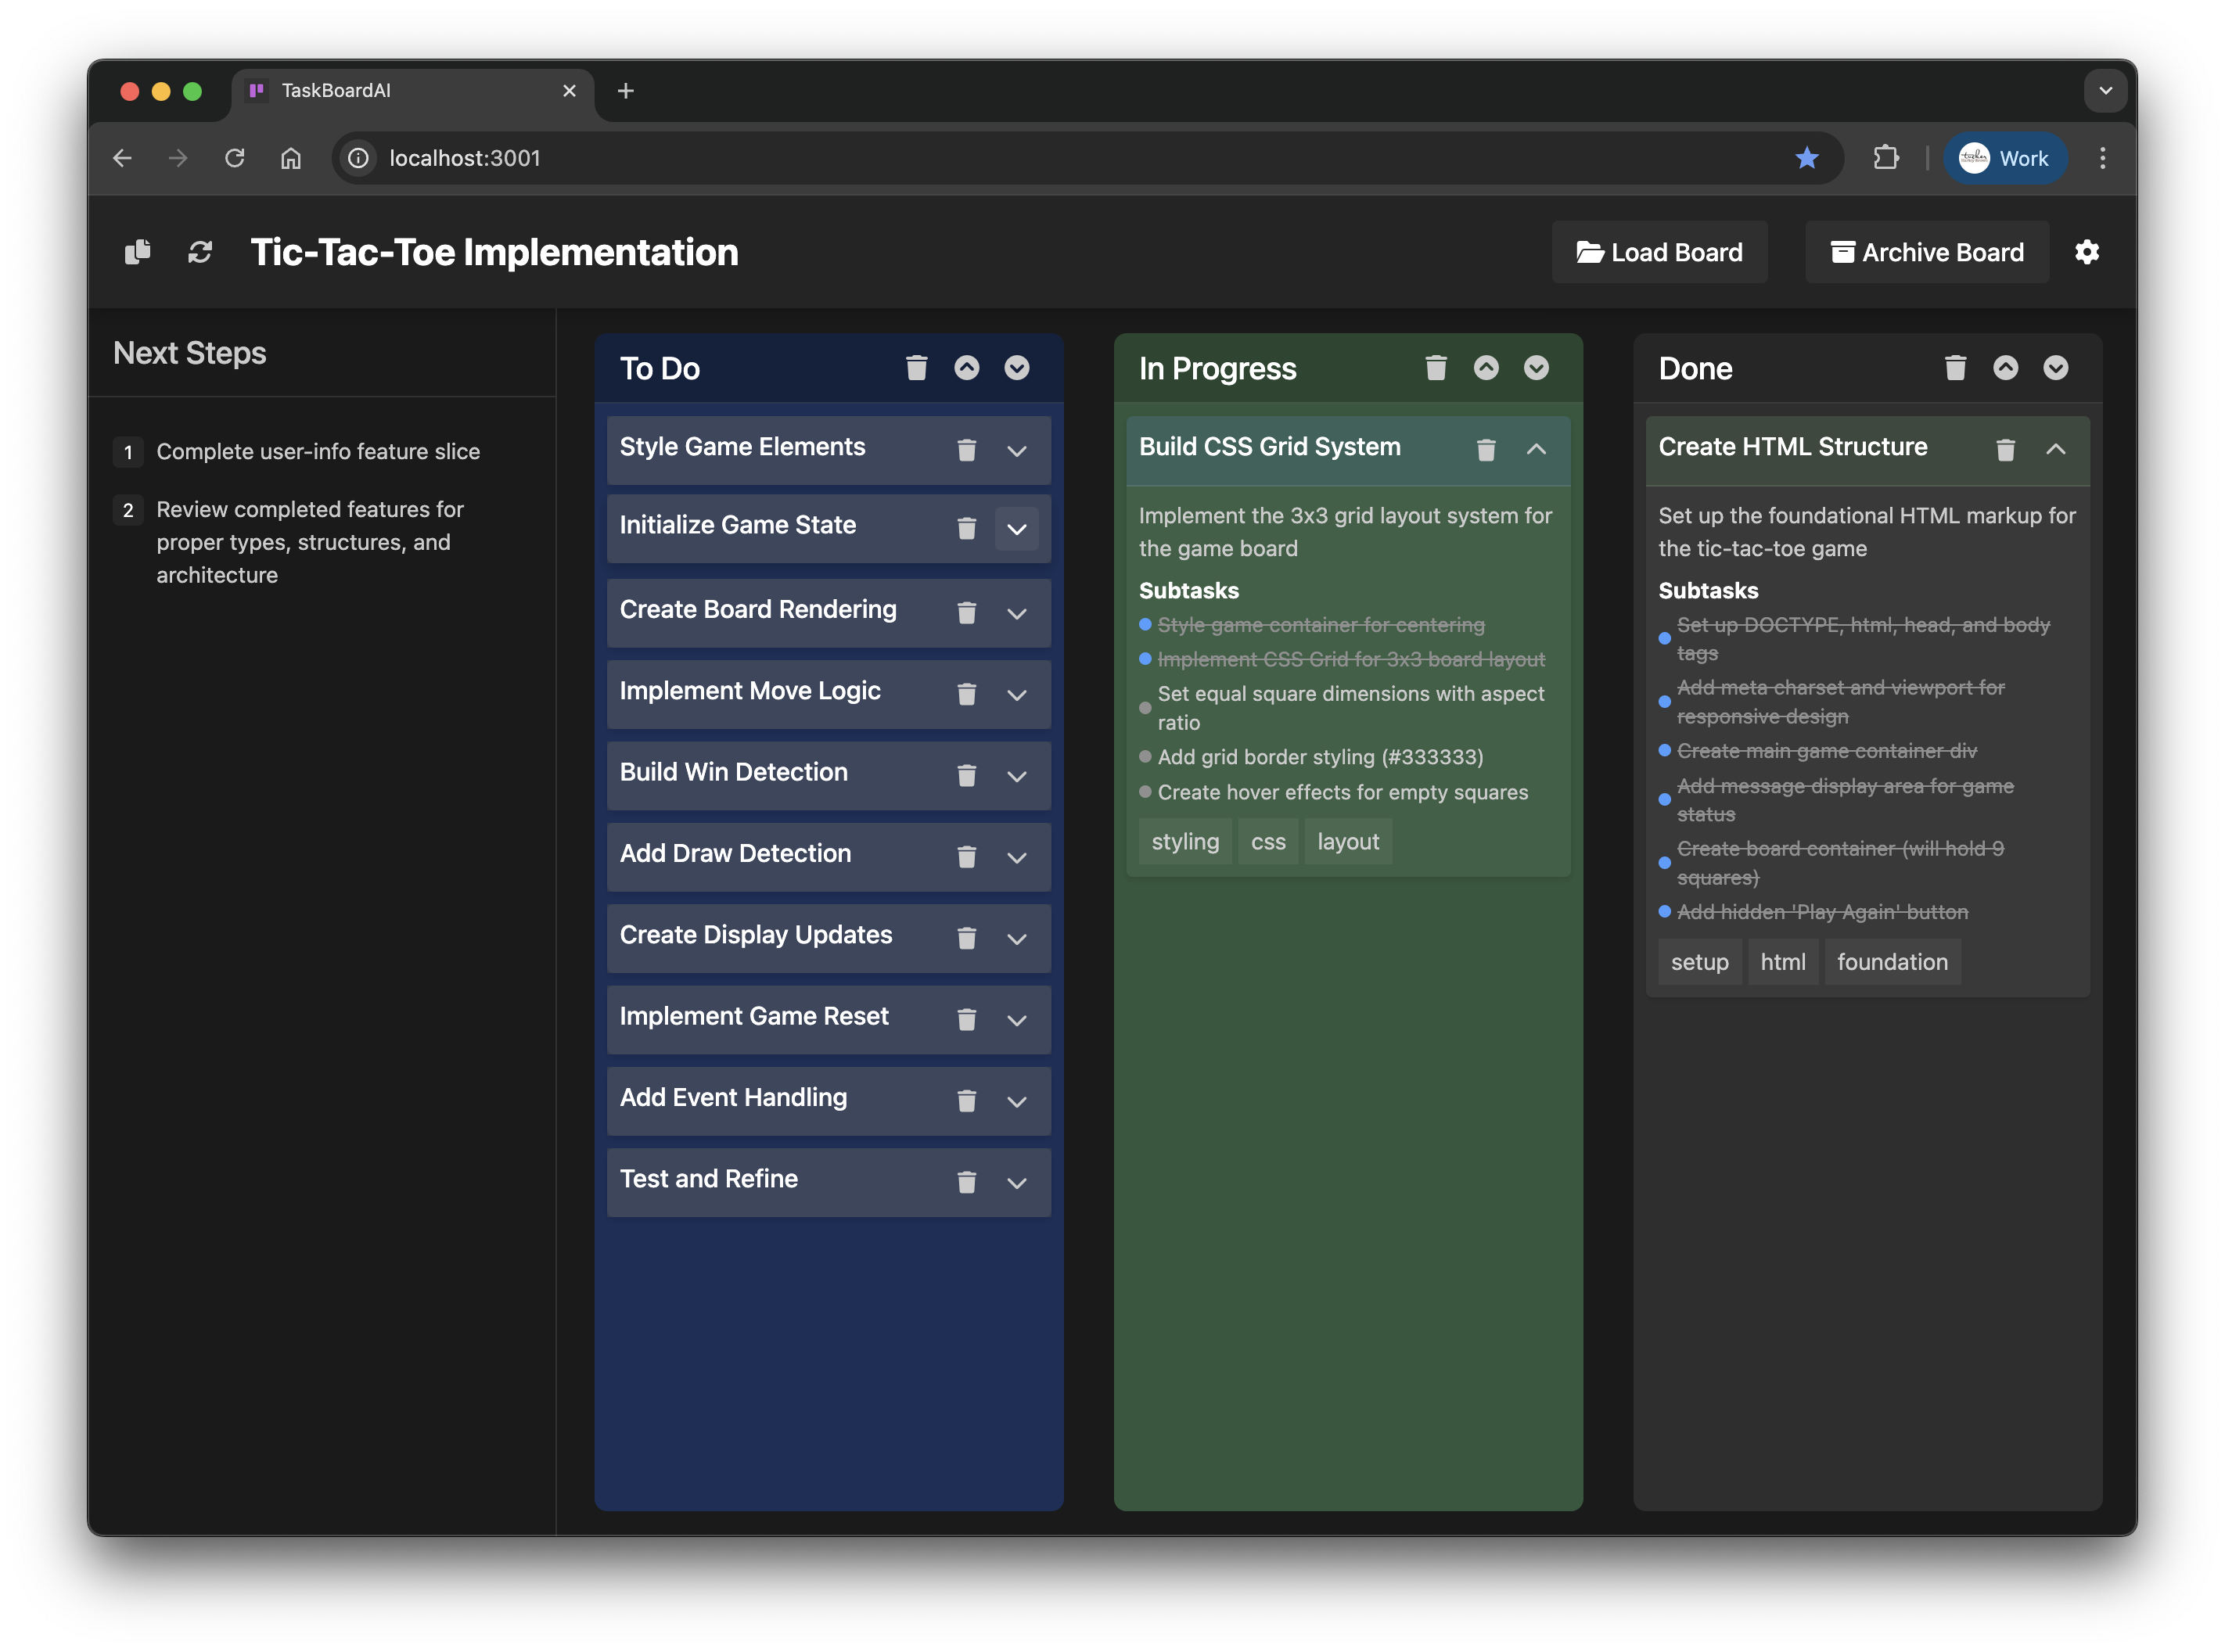 TaskBoardAI
localhost:3001
Work
Tic-Tac-Toe Implementation
Load Board
Archive Board
Next Steps
1 Complete user-info feature slice
2 Review completed features for
proper types, structures, and
architecture
To Do
Style Game Elements
Initialize Game State
Create Board Rendering
Implement Move Logic
Build Win Detection
Add Draw Detection
Create Display Updates
Implement Game Reset
Add Event Handling
Test and Refine
In Progress
Build CSS Grid System
Implement the 3x3 grid layout system for
the game board
Subtasks
Style game container for centering
Implement CSS Grid for 3x3 board layout
Set equal square dimensions with aspect
ratio
Add grid border styling (#333333)
Create hover effects for empty squares
styling css layout
Done
Create HTML Structure
Set up the foundational HTML markup for
the tic-tac-toe game
Subtasks
Set up DOCTYPE, html, head, and body
tags
Add meta charset and viewport for
responsive design
Create main game container div
Add message display area for game
status
Create board container (will hold 9
squares)
Add hidden 'Play Again' button
setup html foundation